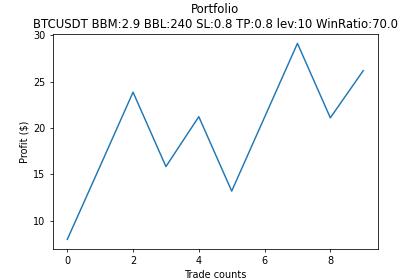 Portfolio
BTCUSDT BBM:2.9 BBL:240 SL:0.8 TP:0.8 lev:10 WinRatio:70.0
30
25
20
15
10
Profit ($)
0 2 4 6 8
Trade counts